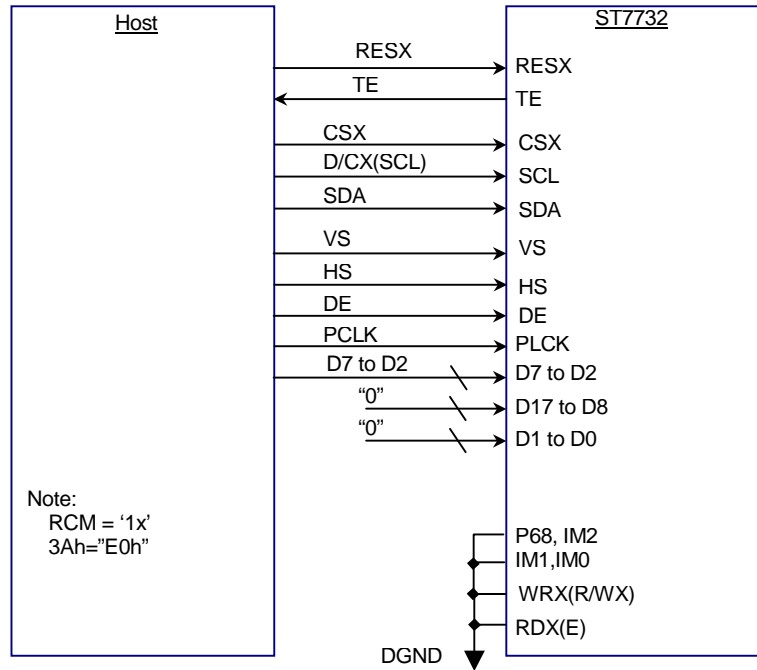 Host
ST7732
RESX
RESX
TE
TE
CSX
CSX
D/CX(SCL)
SCL
SDA
SDA
VS
VS
HS
HS
DE
DE
PCLK
PLCK
D7 to D2
D7 to D2
“0”
D17 to D8
“0”
D1 to D0
Note:
RCM = ‘1x’
3Ah=”E0h”
P68, IM2
IM1,IM0
WRX(R/WX)
RDX(E)
DGND